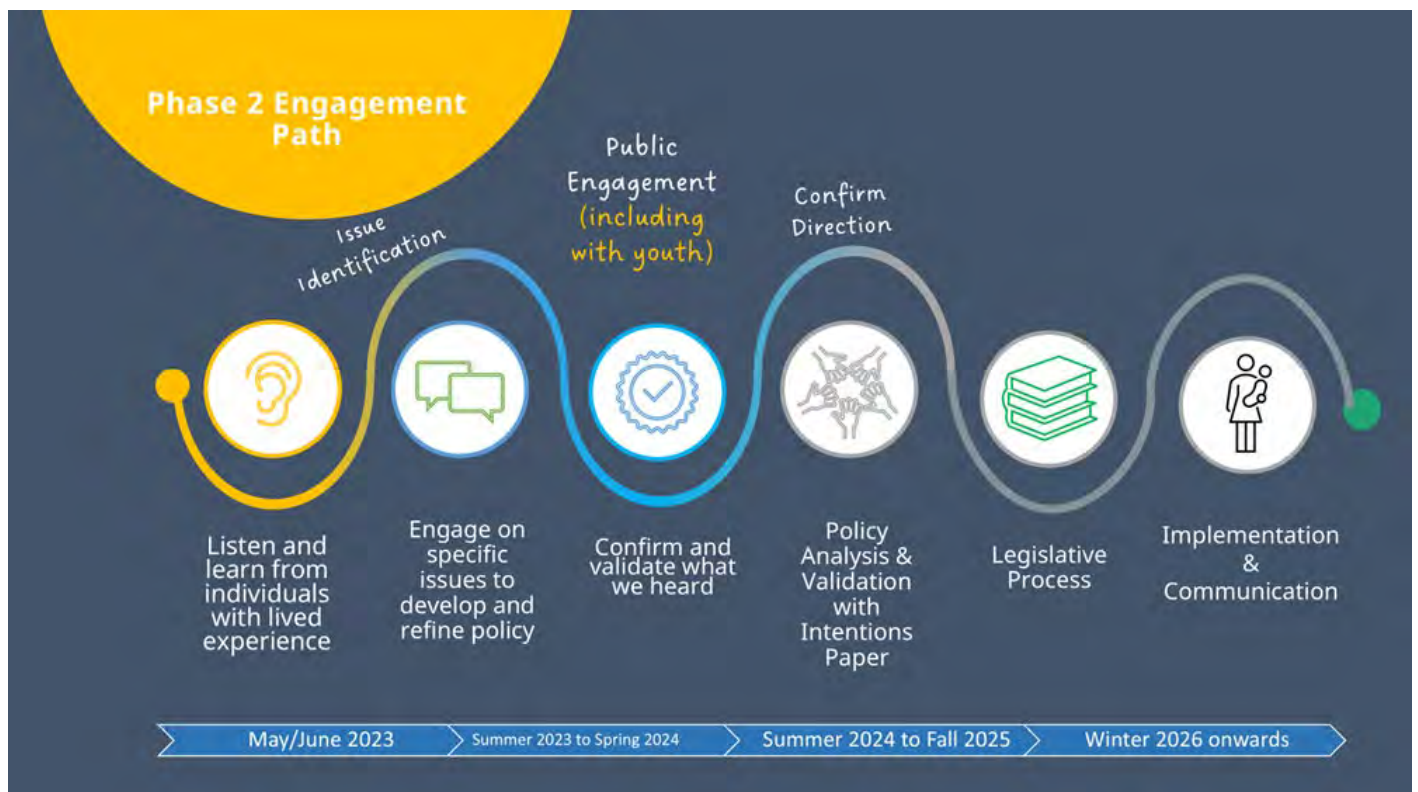 Phase 2 Engagement
Path
Issue
Identification
Public
Engagement
(including
with youth)
Confirm
Direction
Listen and
learn from
individuals
with lived
experience
Engage on
specific
issues to
develop and
refine policy
Confirm and
validate what
we heard
Policy
Analysis &
Validation
with
Intentions
Paper
Legislative
Process
Implementation
&
Communication
May/June 2023
Summer 2023 to Spring 2024
Summer 2024 to Fall 2025
Winter 2026 onwards